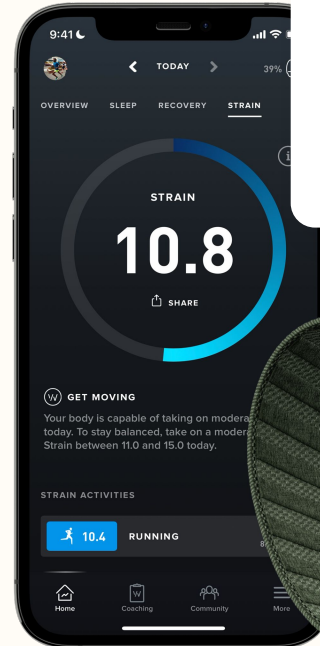 9:41
TODAY
39%
OVERVIEW SLEEP RECOVERY STRAIN
i
STRAIN
10.8
SHARE
W GET MOVING
Your body is capable of taking on
today. To stay balanced, take on a
Strain between 11.0 and 15.0 today.
STRAIN ACTIVITIES
10.4 RUNNING
W
Home Coaching Community More